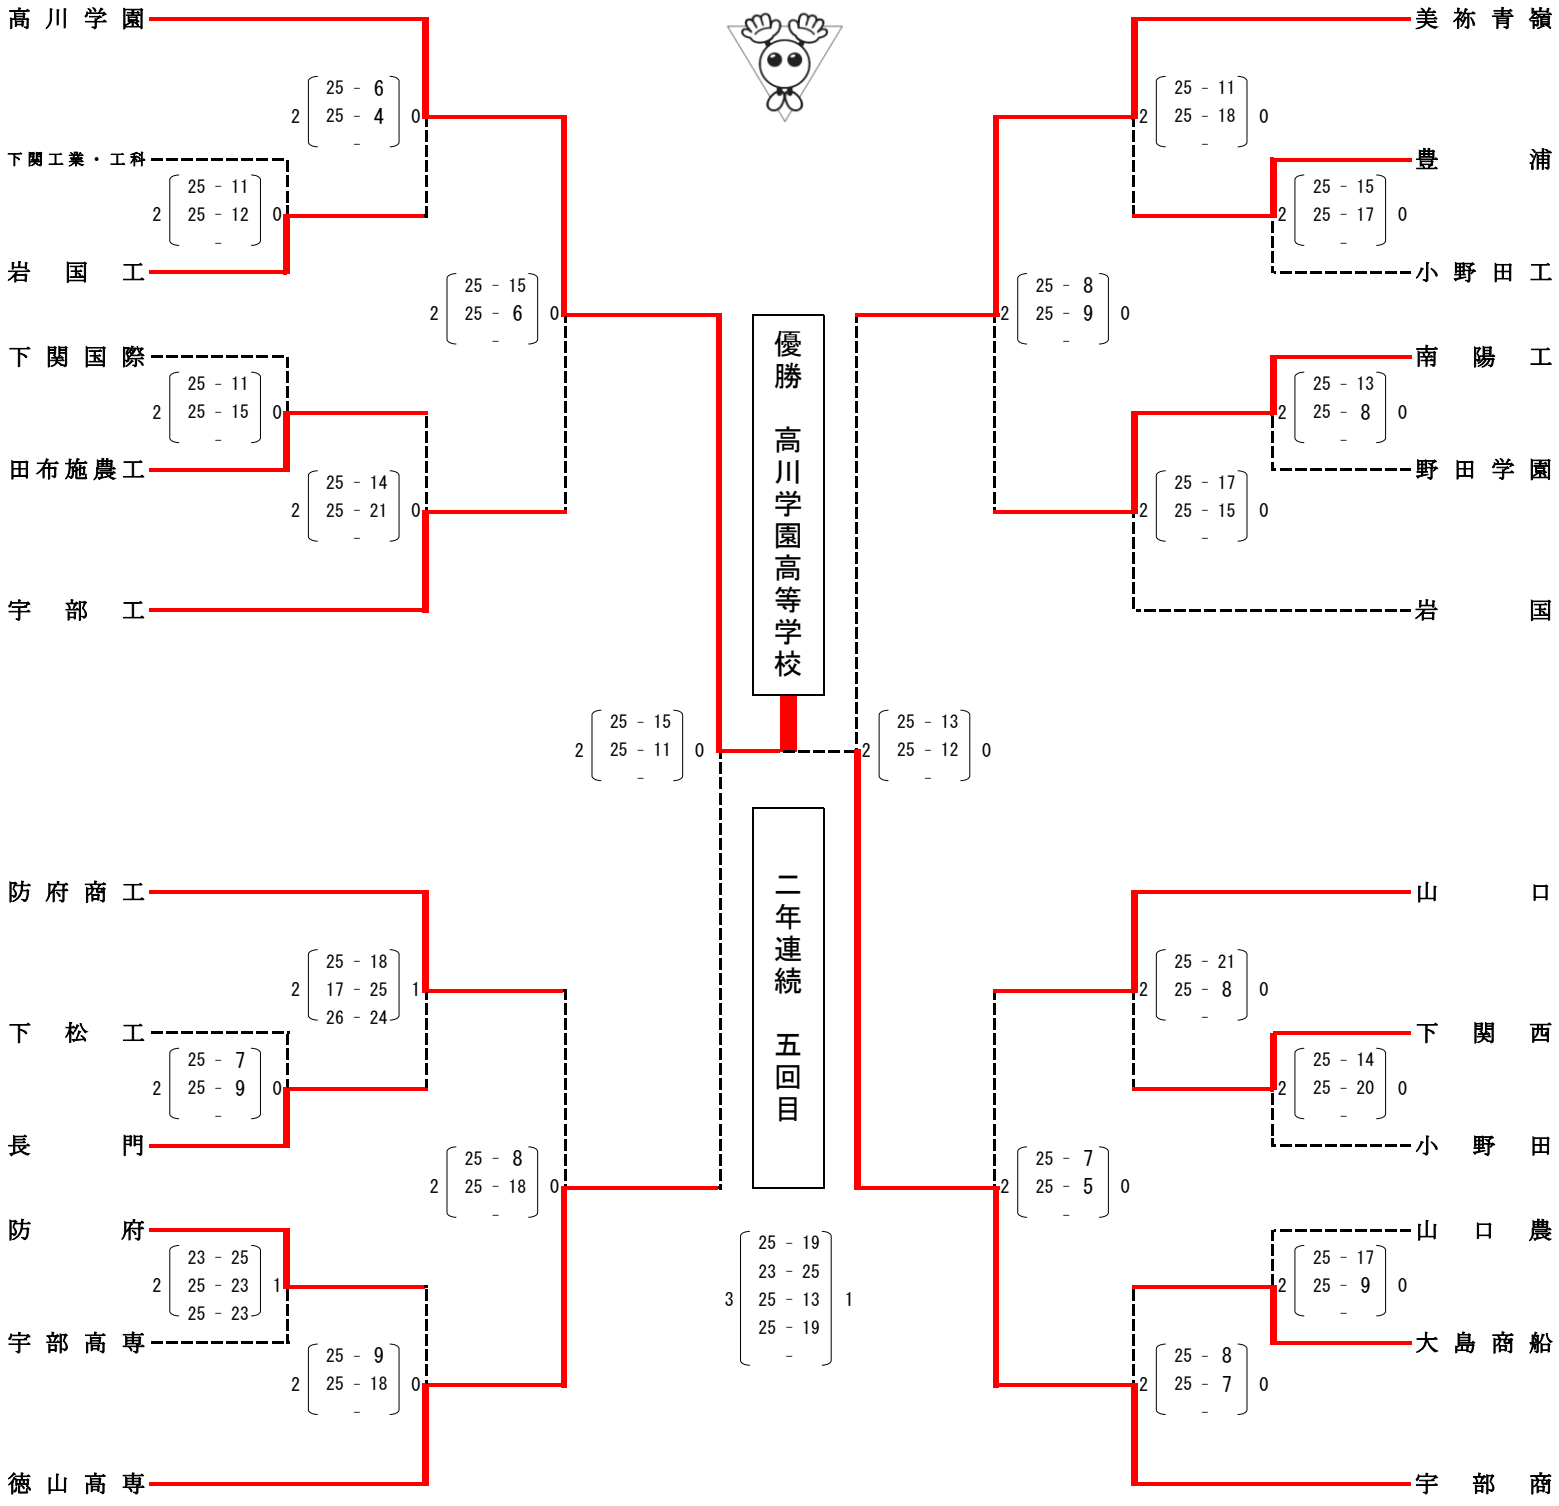 高川学園
2 25 - 6 0
25 - 4
-
下関工業・工科
2 25 - 11 0
25 - 12
-
岩国工
2 25 - 15 0
25 - 6
-
下関国際
2 25 - 11 0
25 - 15
-
田布施農工
2 25 - 14 0
25 - 21
-
宇部工
2 25 - 15 0
25 - 11
-
防府商工
2 25 - 18 1
17 - 25
26 - 24
下松工
2 25 - 7 0
25 - 9
-
長門
2 25 - 8 0
25 - 18
-
防府
2 23 - 25 1
25 - 23
25 - 23
宇部高専
2 25 - 9 0
25 - 18
-
徳山高専
優勝 高川学園高等学校
二年連続 五回目
3 25 - 19 1
23 - 25
25 - 13
25 - 19
-
美祢青嶺
2 25 - 11 0
25 - 18
-
豊浦
2 25 - 15 0
25 - 17
-
小野田工
2 25 - 8 0
25 - 9
-
南陽工
2 25 - 13 0
25 - 8
-
野田学園
2 25 - 17 0
25 - 15
-
岩国
2 25 - 13 0
25 - 12
-
山口
2 25 - 21 0
25 - 8
-
下関西
2 25 - 14 0
25 - 20
-
小野田
2 25 - 7 0
25 - 5
-
山口農
2 25 - 17 0
25 - 9
-
大島商船
2 25 - 8 0
25 - 7
-
宇部商